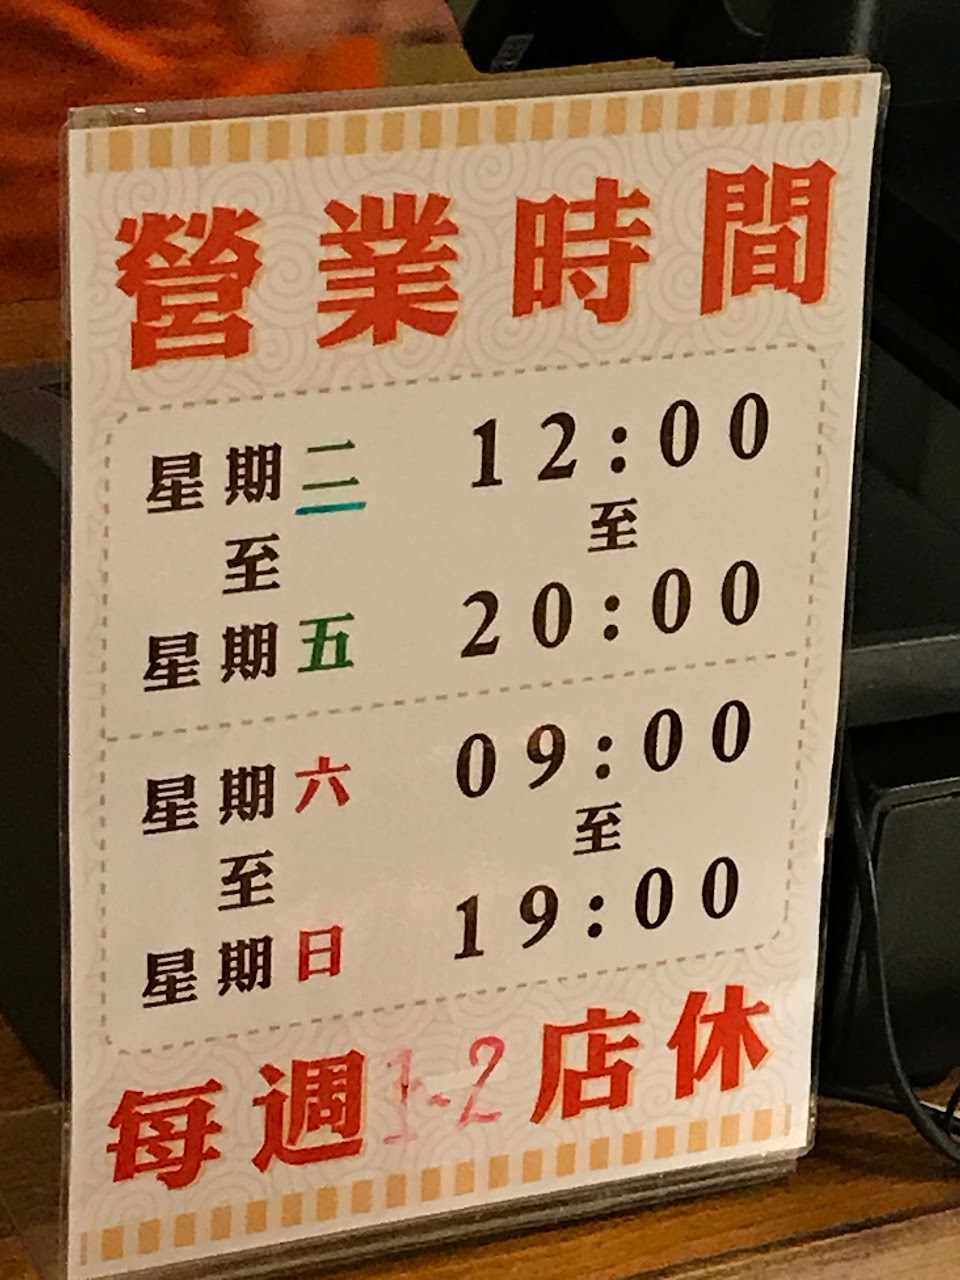 營業時間
星期三 12:00
至 至
星期五 20:00
星期六 09:00
至 至
星期日 19:00
每週1-2店休